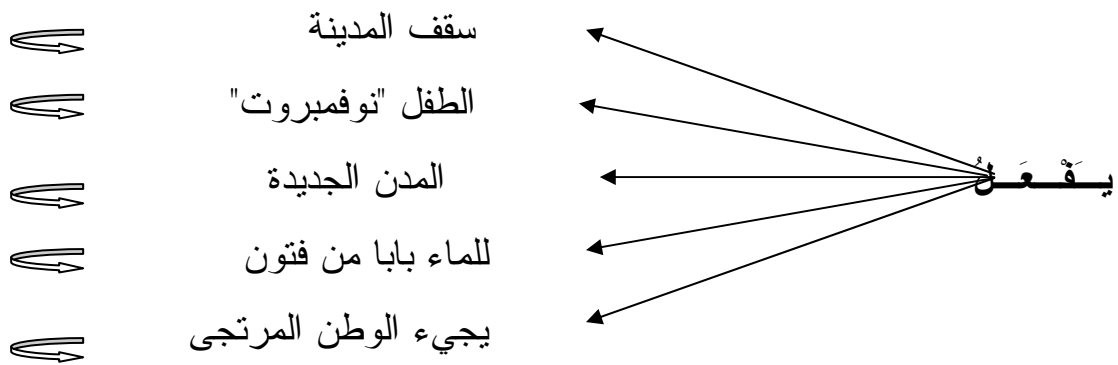 سقف المدينة
الطفل "نوفمبروت"
المدن الجديدة
يَفْعَلُ
للماء بابا من فتون
يجيء الوطن المرتجى